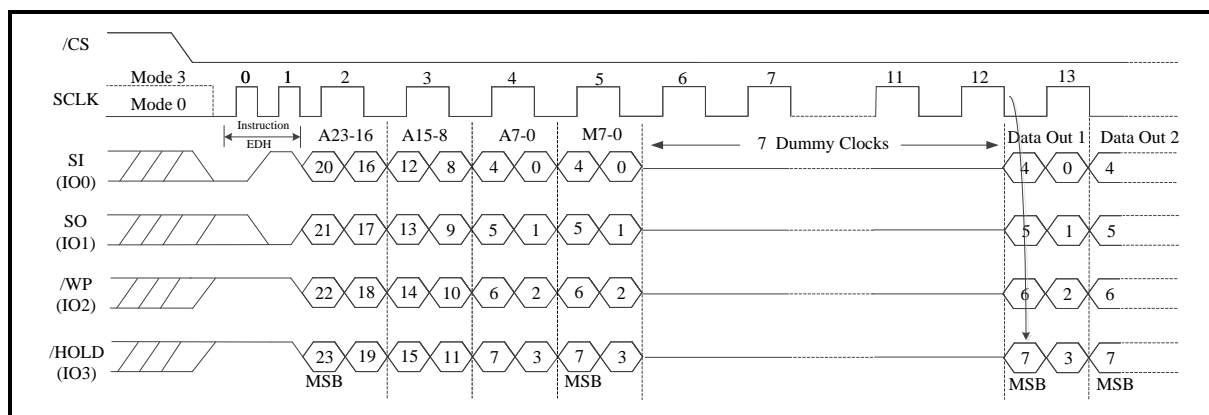 /CS
Mode 3 0 1 2 3 4 5 6 7 11 12 13
SCLK Mode 0
Instruction A23-16 A15-8 A7-0 M7-0 7 Dummy Clocks Data Out 1 Data Out 2
EDH
SI 20 16 12 8 4 0 4 0 4 0 4
(IO0)
SO 21 17 13 9 5 1 5 1 5 1 5
(IO1)
/WP 22 18 14 10 6 2 6 2 6 2 6
(IO2)
/HOLD 23 19 15 11 7 3 7 3 7 3 7
(IO3)
MSB MSB MSB MSB